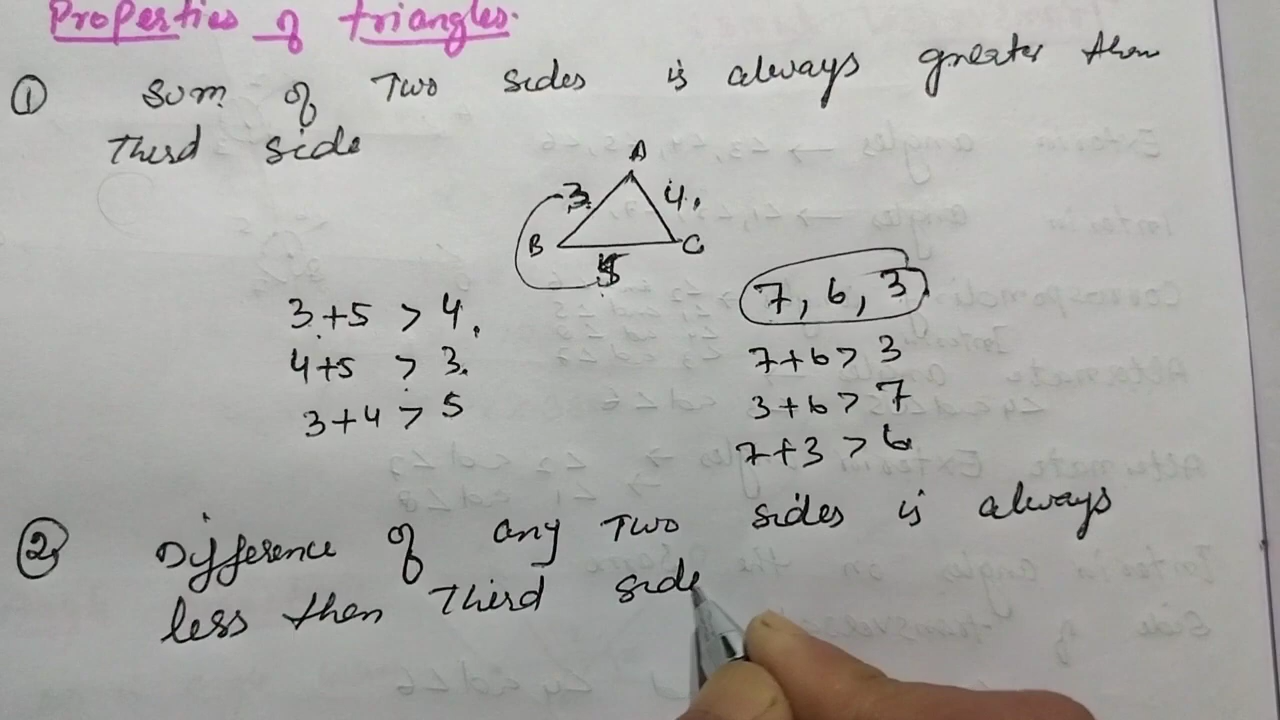 Properties of triangles.
① Sum of Two sides is always greater then
Third side
A
3. 4.
B C
5
7, 6, 3
3+5 > 4.
4+5 > 3.
3+4 > 5
7+6 > 3
3+6 > 7
7+3 > 6
② Difference of any Two sides is always
less then Third side